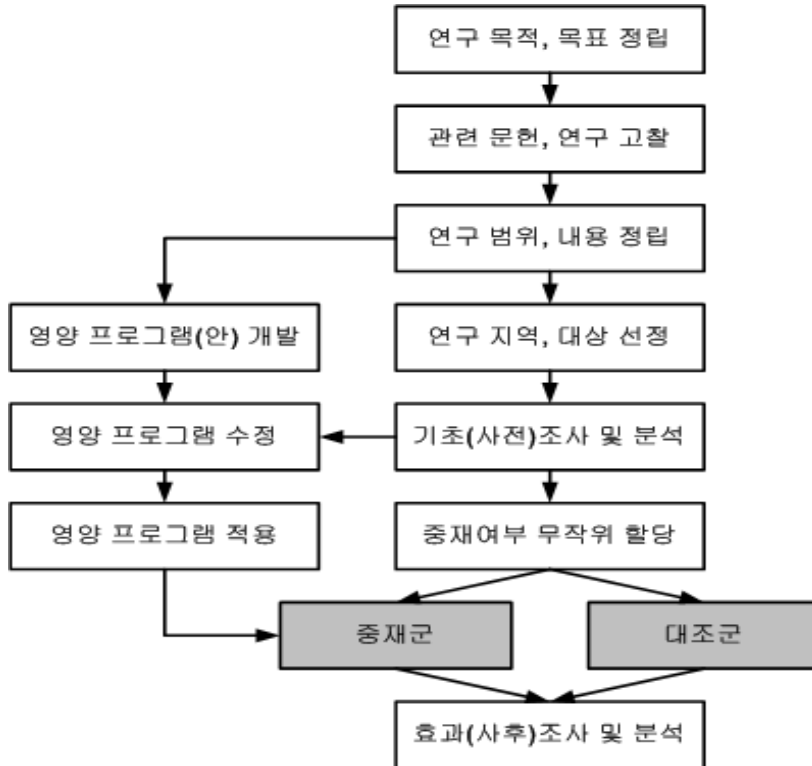 연구 목적, 목표 정립
관련 문헌, 연구 고찰
연구 범위, 내용 정립
영양 프로그램(안) 개발
연구 지역, 대상 선정
영양 프로그램 수정
기초(사전)조사 및 분석
영양 프로그램 적용
중재여부 무작위 할당
중재군
대조군
효과(사후)조사 및 분석